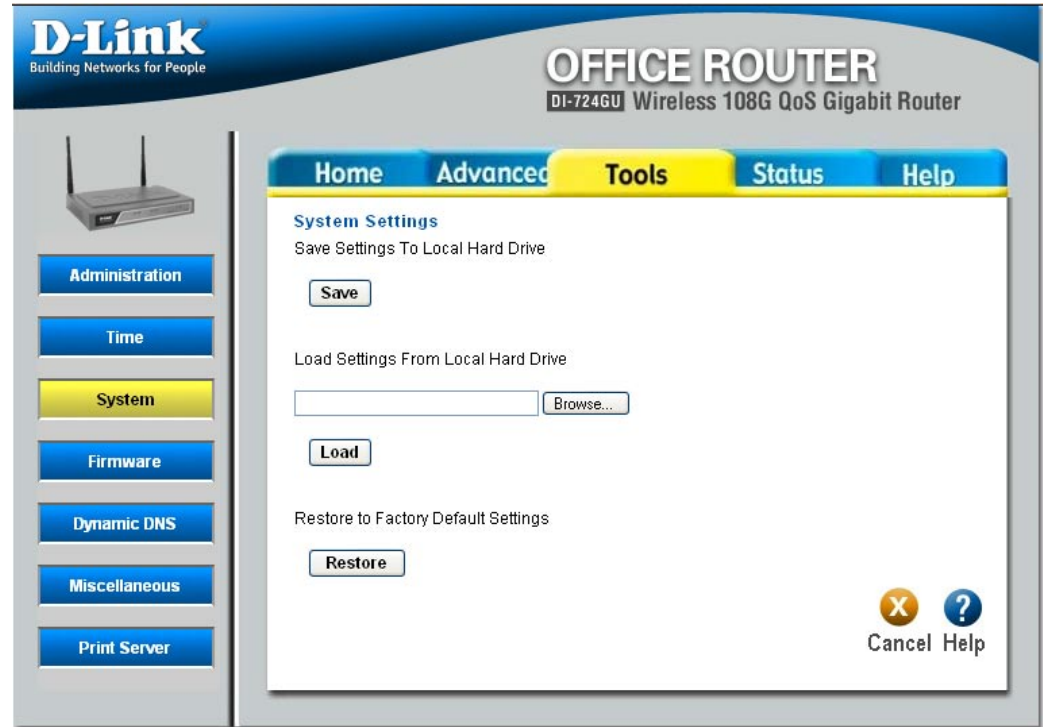 D-Link
Building Networks for People
OFFICE ROUTER
DI-724GU Wireless 108G QoS Gigabit Router
Home Advanced Tools Status Help
Administration
Time
System
Firmware
Dynamic DNS
Miscellaneous
Print Server
System Settings
Save Settings To Local Hard Drive
Save
Load Settings From Local Hard Drive
Browse...
Load
Restore to Factory Default Settings
Restore
X ?
Cancel Help